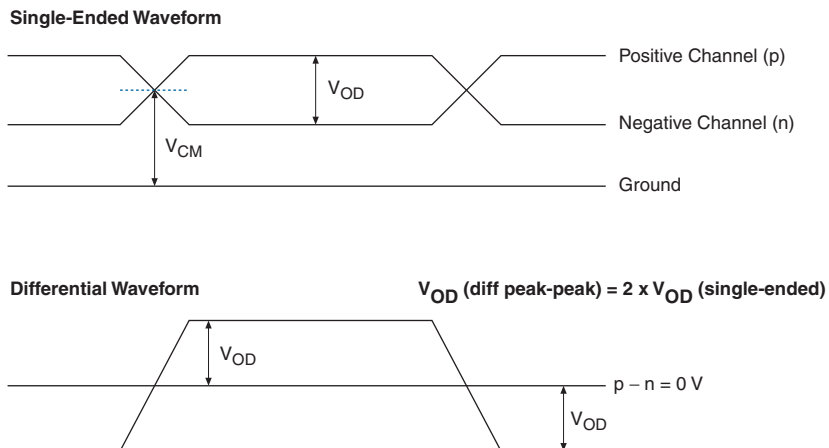 Single-Ended Waveform
Positive Channel (p)
VOD
Negative Channel (n)
VCM
Ground
Differential Waveform
VOD (diff peak-peak) = 2 x VOD (single-ended)
VOD
p – n = 0 V
VOD